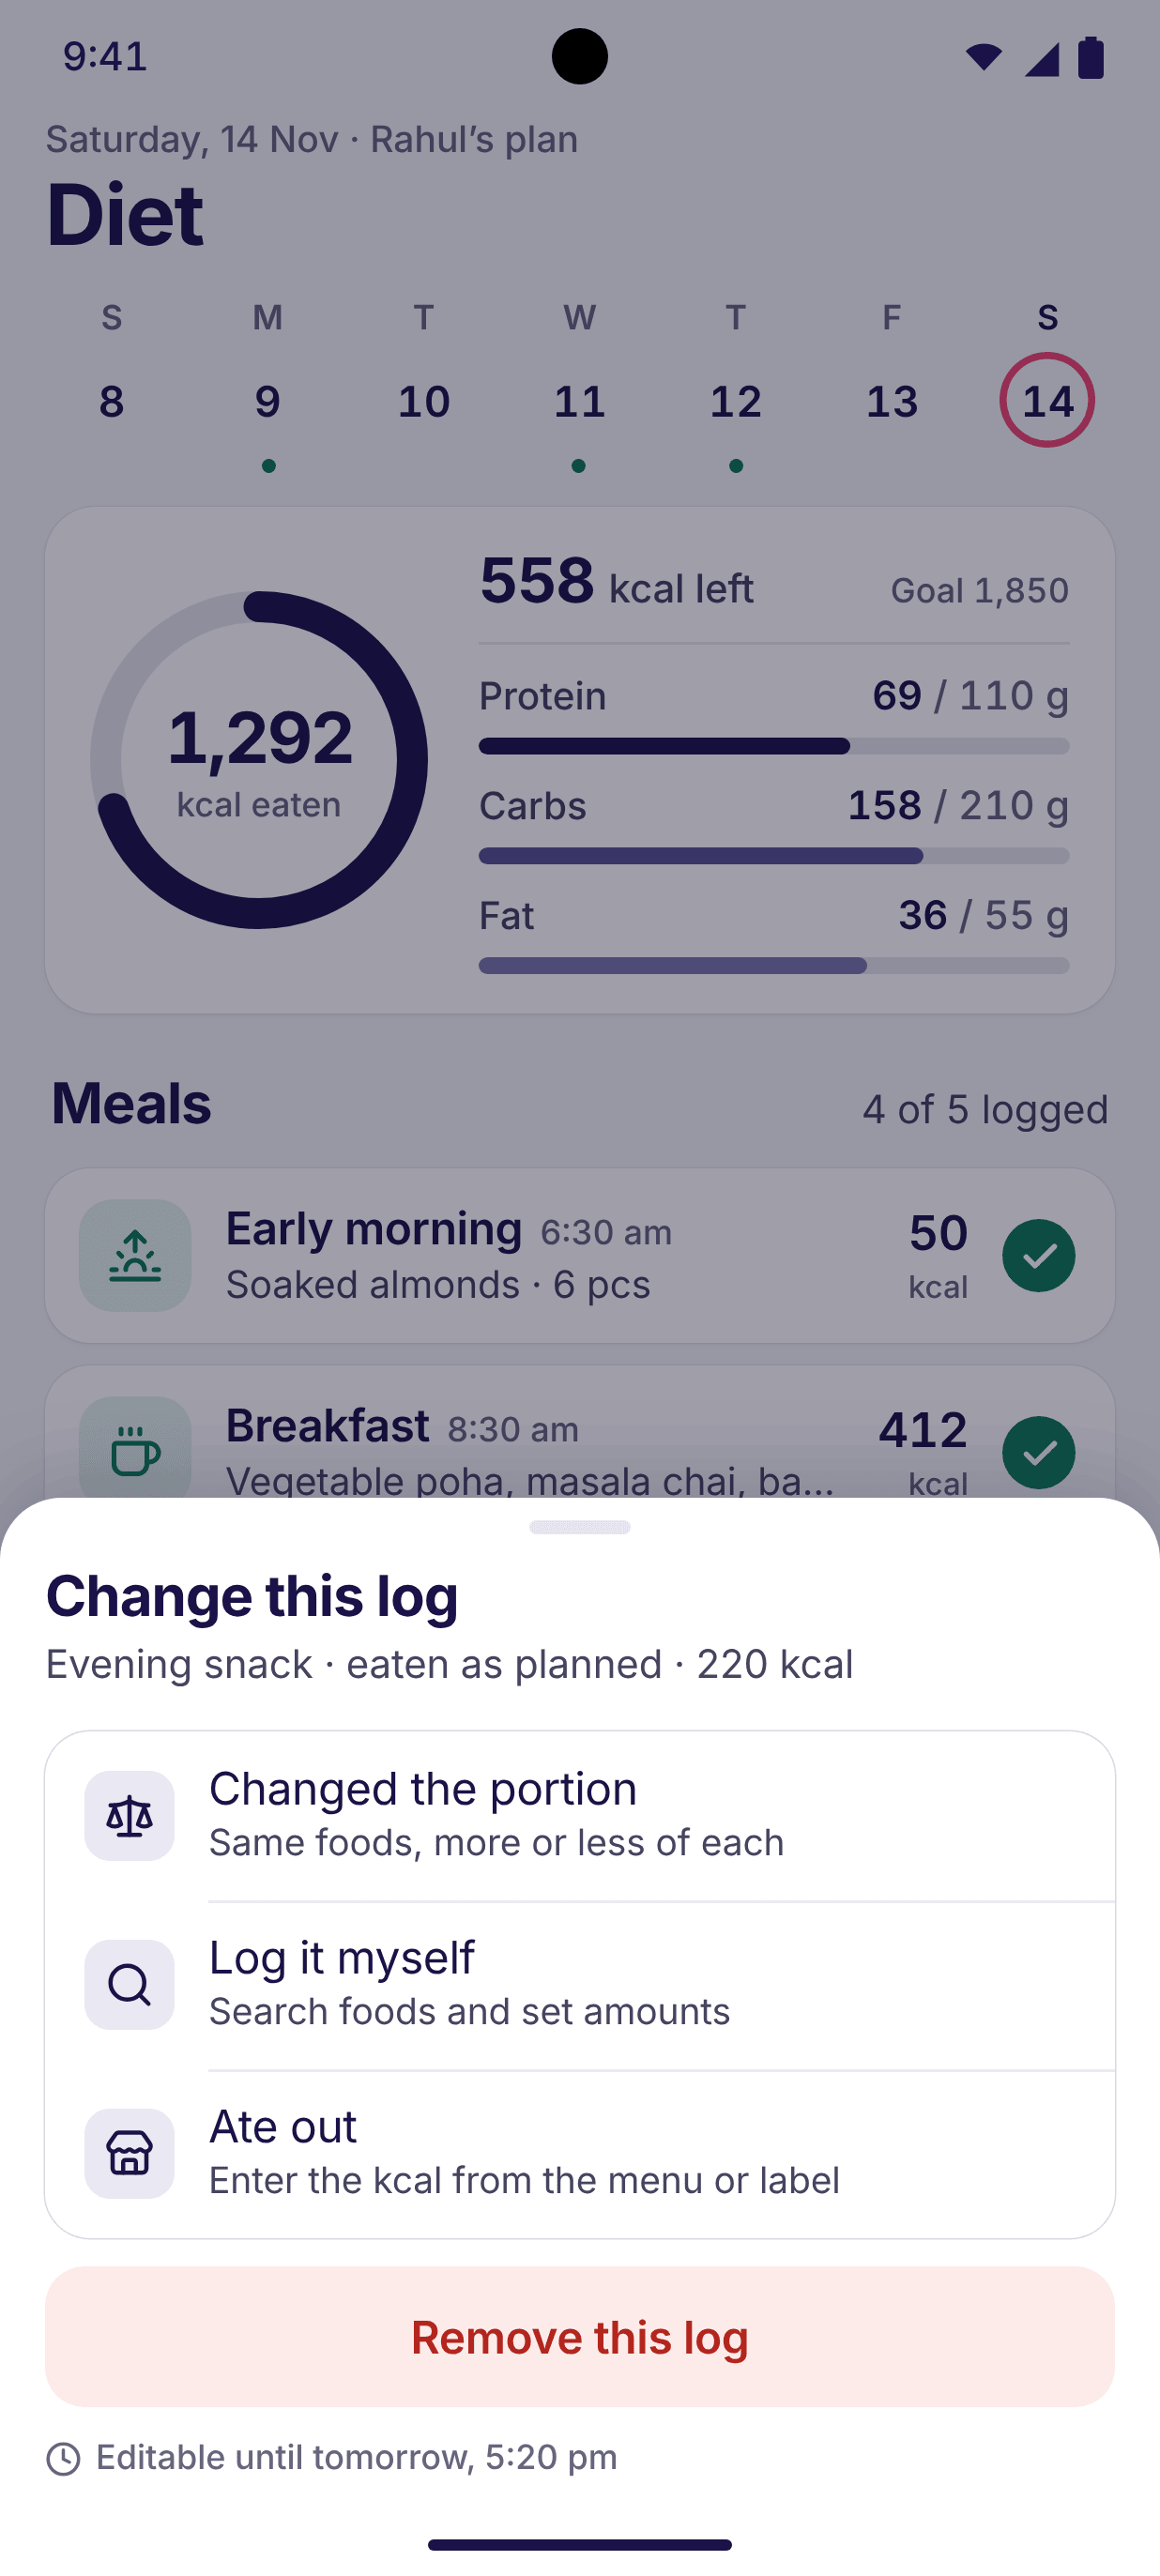 9:41
Saturday, 14 Nov · Rahul’s plan
Diet
S M T W T F S
8 9 10 11 12 13 14
558 kcal left Goal 1,850
1,292
kcal eaten
Protein 69 / 110 g
Carbs 158 / 210 g
Fat 36 / 55 g
Meals 4 of 5 logged
Early morning 6:30 am 50
Soaked almonds · 6 pcs kcal
Breakfast 8:30 am 412
Vegetable poha, masala chai, ba... kcal
Change this log
Evening snack · eaten as planned · 220 kcal
Changed the portion
Same foods, more or less of each
Log it myself
Search foods and set amounts
Ate out
Enter the kcal from the menu or label
Remove this log
Editable until tomorrow, 5:20 pm